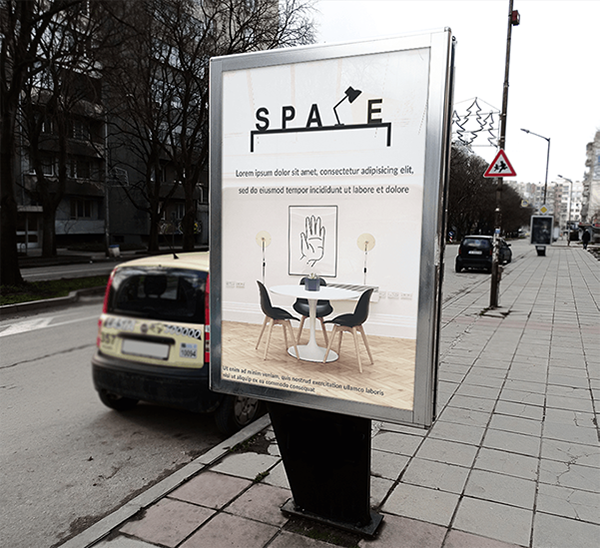 SPACE
Lorem ipsum dolor sit amet, consectetur adipisicing elit,
sed do eiusmod tempor incididunt ut labore et dolore
Ut enim ad minim veniam, quis nostrud exercitation ullamco laboris
nisi ut aliquip ex ea commodo consequat